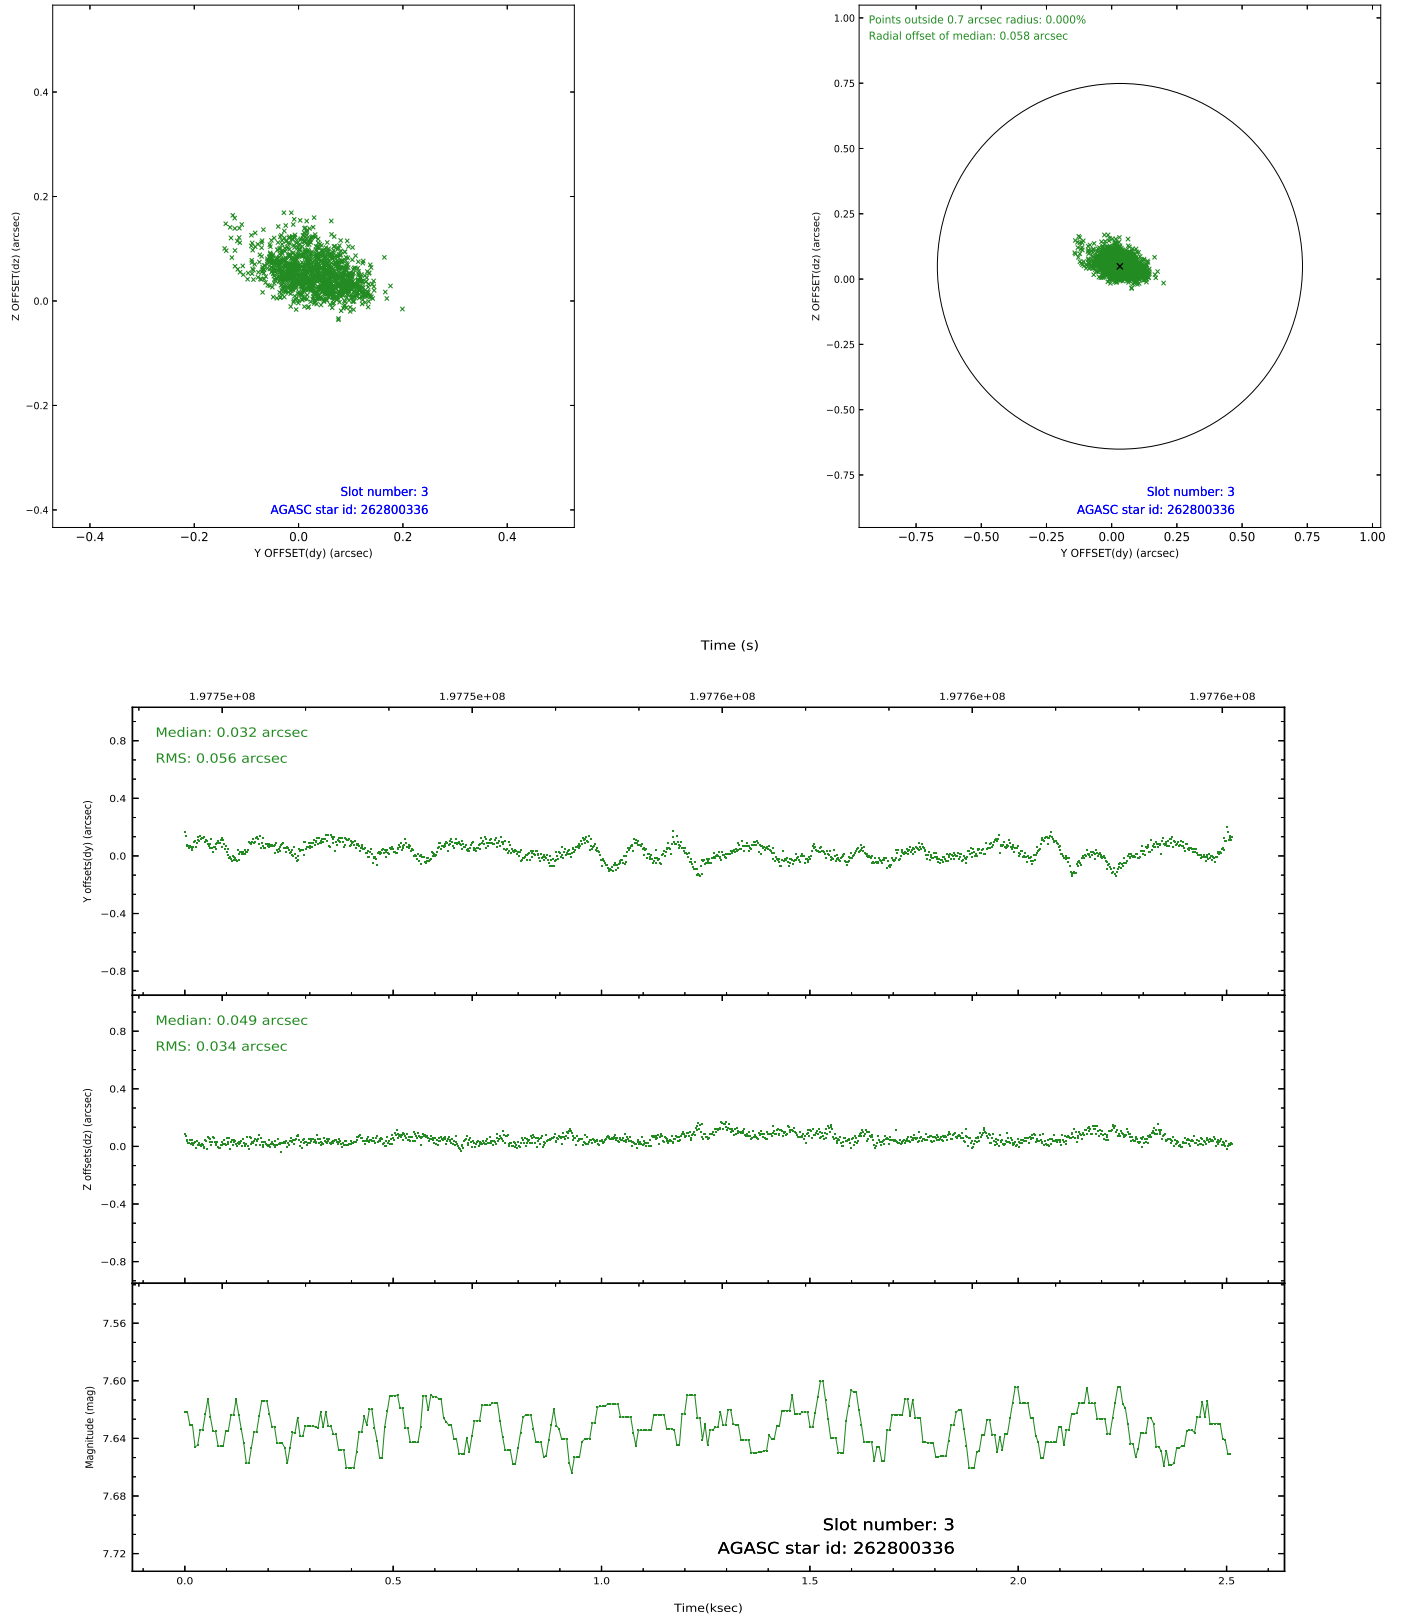 0.4
0.2
0.0
−0.2
−0.4
Z OFFSET(dz) (arcsec)
Slot number: 3
AGASC star id: 262800336
−0.4 −0.2 0.0 0.2 0.4
Y OFFSET(dy) (arcsec)
Points outside 0.7 arcsec radius: 0.000%
Radial offset of median: 0.058 arcsec
1.00
0.75
0.50
0.25
0.00
−0.25
−0.50
−0.75
Z OFFSET(dz) (arcsec)
Slot number: 3
AGASC star id: 262800336
−0.75 −0.50 −0.25 0.00 0.25 0.50 0.75 1.00
Y OFFSET(dy) (arcsec)
Time (s)
1.9775e+08 1.9775e+08 1.9776e+08 1.9776e+08 1.9776e+08
Median: 0.032 arcsec
RMS: 0.056 arcsec
0.8
0.4
0.0
−0.4
−0.8
Y offsets(dy) (arcsec)
Median: 0.049 arcsec
RMS: 0.034 arcsec
0.8
0.4
0.0
−0.4
−0.8
Z offsets(dz) (arcsec)
7.56
7.60
7.64
7.68
7.72
Magnitude (mag)
Slot number: 3
AGASC star id: 262800336
0.0 0.5 1.0 1.5 2.0 2.5
Time(ksec)